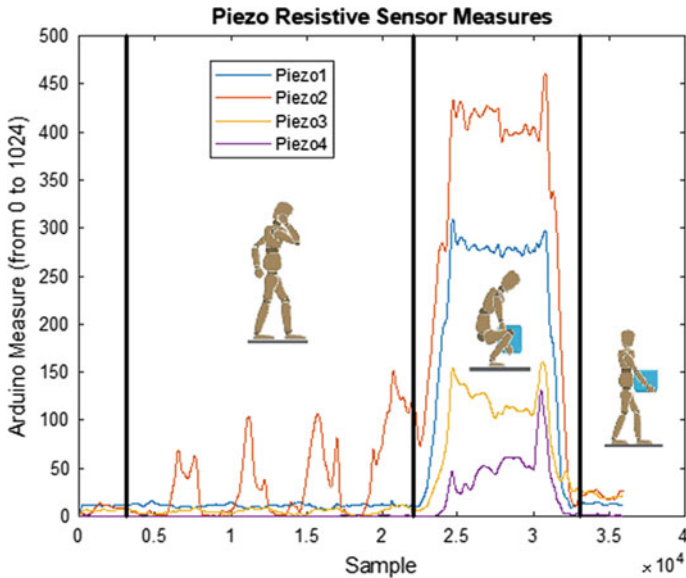 Piezo Resistive Sensor Measures
500
450
400
350
300
250
200
150
100
50
0
Arduino Measure (from 0 to 1024)
Piezo1
Piezo2
Piezo3
Piezo4
0 0.5 1 1.5 2 2.5 3 3.5 4
Sample
× 10^4